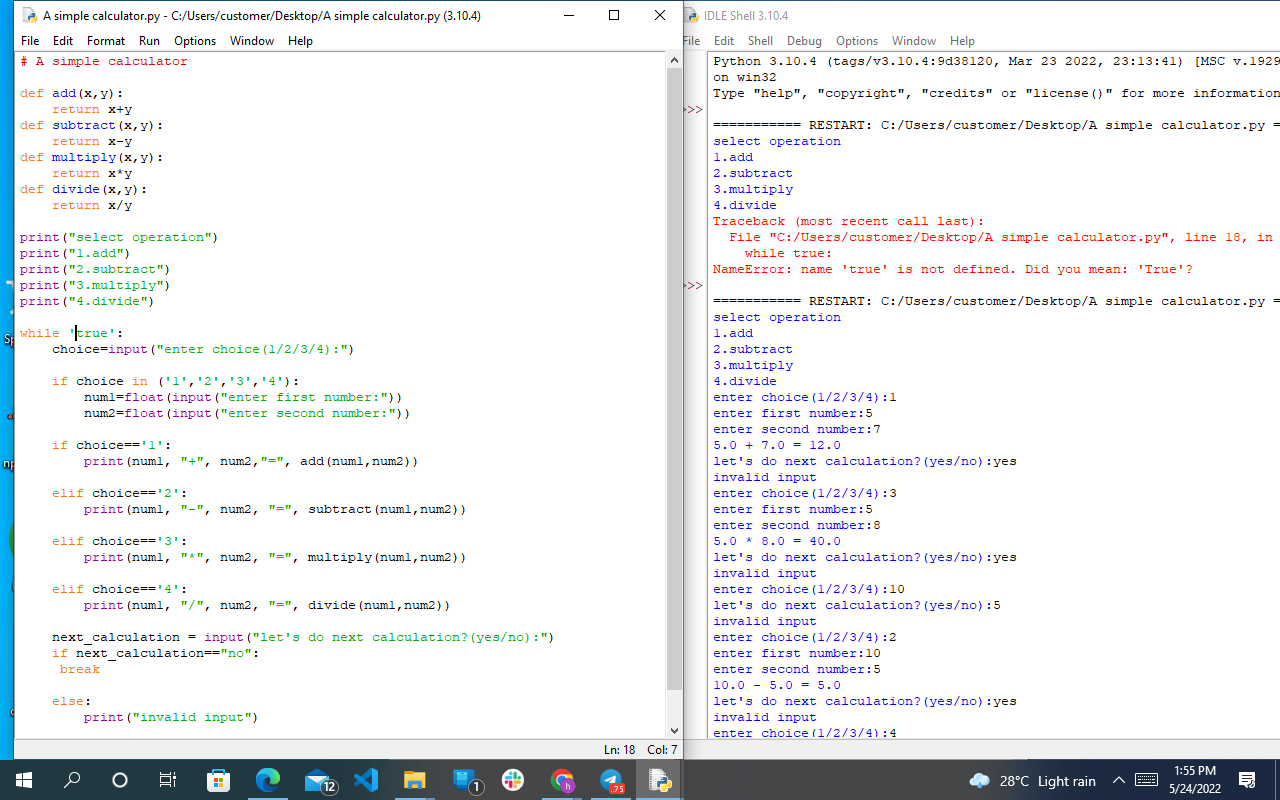 A simple calculator.py - C:/Users/customer/Desktop/A simple calculator.py (3.10.4)
File Edit Format Run Options Window Help
# A simple calculator
def add(x,y):
    return x+y
def subtract(x,y):
    return x-y
def multiply(x,y):
    return x*y
def divide(x,y):
    return x/y
print("select operation")
print("1.add")
print("2.subtract")
print("3.multiply")
print("4.divide")
while 'true':
    choice=input("enter choice(1/2/3/4):")
    if choice in ('1','2','3','4'):
        num1=float(input("enter first number:"))
        num2=float(input("enter second number:"))
    if choice=='1':
        print(num1, "+", num2,"=", add(num1,num2))
    elif choice=='2':
        print(num1, "-", num2, "=", subtract(num1,num2))
    elif choice=='3':
        print(num1, "*", num2, "=", multiply(num1,num2))
    elif choice=='4':
        print(num1, "/", num2, "=", divide(num1,num2))
    next_calculation = input("let's do next calculation?(yes/no):")
    if next_calculation=="no":
     break
    else:
        print("invalid input")
Ln: 18 Col: 7
IDLE Shell 3.10.4
File Edit Shell Debug Options Window Help
Python 3.10.4 (tags/v3.10.4:9d38120, Mar 23 2022, 23:13:41) [MSC v.1929
on win32
Type "help", "copyright", "credits" or "license()" for more information
>>>
=========== RESTART: C:/Users/customer/Desktop/A simple calculator.py =
select operation
1.add
2.subtract
3.multiply
4.divide
Traceback (most recent call last):
  File "C:/Users/customer/Desktop/A simple calculator.py", line 18, in
    while true:
NameError: name 'true' is not defined. Did you mean: 'True'?
>>>
=========== RESTART: C:/Users/customer/Desktop/A simple calculator.py =
select operation
1.add
2.subtract
3.multiply
4.divide
enter choice(1/2/3/4):1
enter first number:5
enter second number:7
5.0 + 7.0 = 12.0
let's do next calculation?(yes/no):yes
invalid input
enter choice(1/2/3/4):3
enter first number:5
enter second number:8
5.0 * 8.0 = 40.0
let's do next calculation?(yes/no):yes
invalid input
enter choice(1/2/3/4):10
let's do next calculation?(yes/no):5
invalid input
enter choice(1/2/3/4):2
enter first number:10
enter second number:5
10.0 - 5.0 = 5.0
let's do next calculation?(yes/no):yes
invalid input
enter choice(1/2/3/4):4
12
1
h
.75
28°C Light rain
1:55 PM
5/24/2022